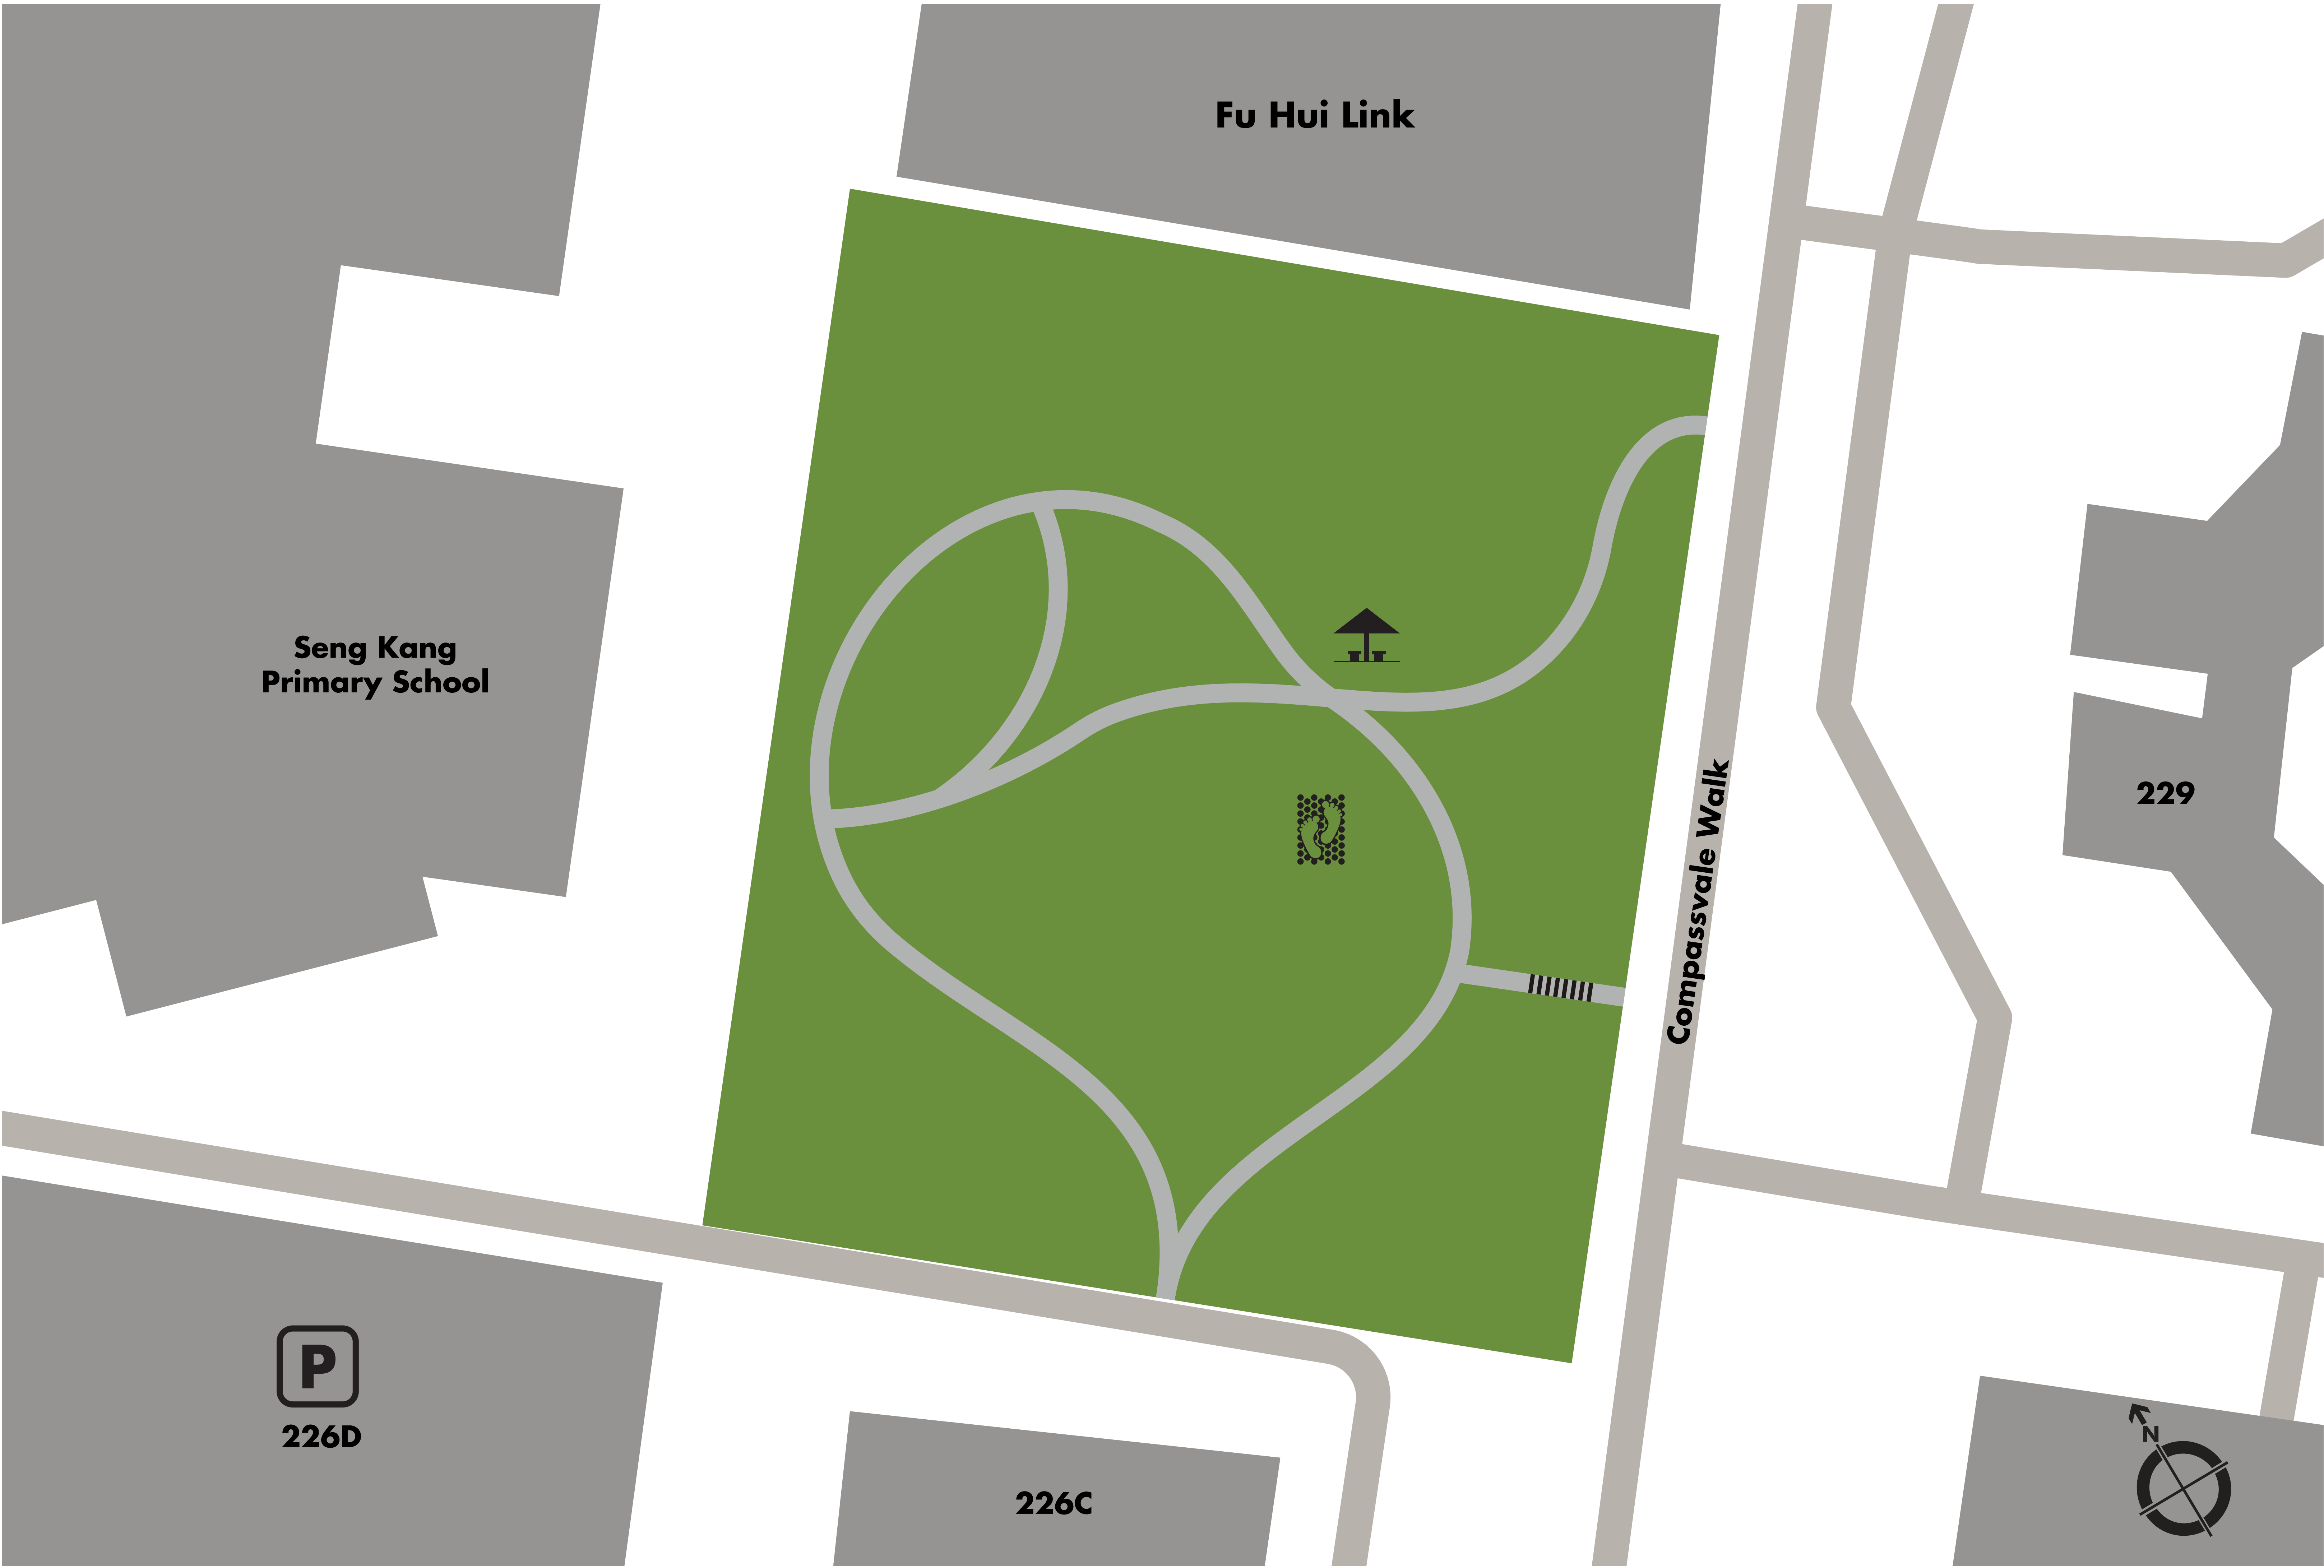 Fu Hui Link
Seng Kang
Primary School
229
Compassvale Walk
P
226D
226C
N